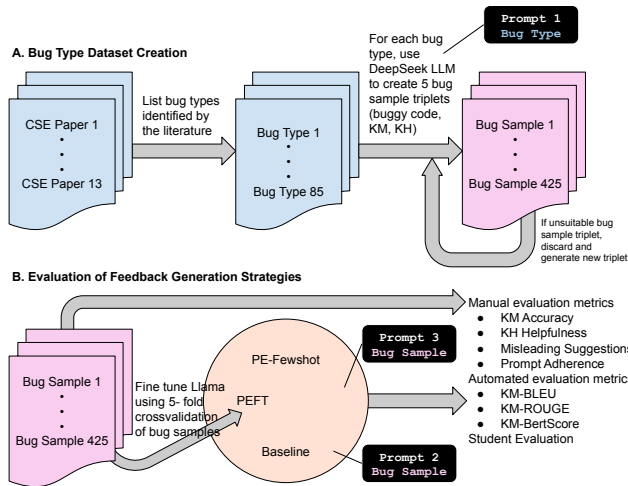 Prompt 1
Bug Type
A. Bug Type Dataset Creation
For each bug
type, use
DeepSeek LLM
to create 5 bug
sample triplets
(buggy code,
KM, KH)
CSE Paper 1
CSE Paper 13
List bug types
identified by
the literature
Bug Type 1
Bug Type 85
Bug Sample 1
Bug Sample 425
If unsuitable bug
sample triplet,
discard and
generate new triplet
B. Evaluation of Feedback Generation Strategies
Bug Sample 1
Bug Sample 425
Fine tune Llama
using 5- fold
crossvalidation
of bug samples
PE-Fewshot
PEFT
Baseline
Prompt 3
Bug Sample
Prompt 2
Bug Sample
Manual evaluation metrics
● KM Accuracy
● KH Helpfulness
● Misleading Suggestions
● Prompt Adherence
Automated evaluation metric
● KM-BLEU
● KM-ROUGE
● KM-BertScore
Student Evaluation